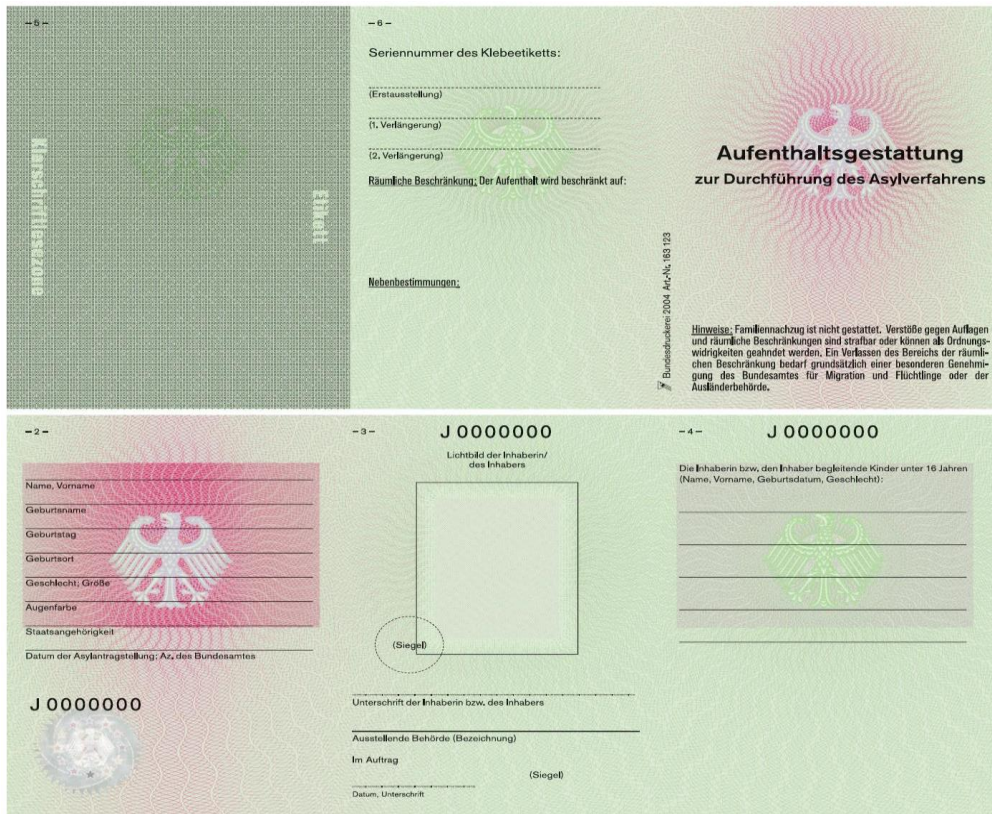 –5–
Klarschriftlesezone
Etikett
–6–
Seriennummer des Klebeetiketts:
(Erstausstellung)
(1. Verlängerung)
(2. Verlängerung)
Räumliche Beschränkung: Der Aufenthalt wird beschränkt auf:
Nebenbestimmungen:
Bundesdruckerei 2004 Art.-Nr. 163 123
Aufenthaltsgestattung
zur Durchführung des Asylverfahrens
Hinweise: Familiennachzug ist nicht gestattet. Verstöße gegen Auflagen
und räumliche Beschränkungen sind strafbar oder können als Ordnungs-
widrigkeiten geahndet werden. Ein Verlassen des Bereichs der räumli-
chen Beschränkung bedarf grundsätzlich einer besonderen Genehmi-
gung des Bundesamtes für Migration und Flüchtlinge oder der
Ausländerbehörde.
–2–
Name, Vorname
Geburtsname
Geburtstag
Geburtsort
Geschlecht; Größe
Augenfarbe
Staatsangehörigkeit
Datum der Asylantragstellung; Az. des Bundesamtes
J 0000000
–3–
J 0000000
Lichtbild der Inhaberin/
des Inhabers
(Siegel)
Unterschrift der Inhaberin bzw. des Inhabers
Ausstellende Behörde (Bezeichnung)
Im Auftrag
(Siegel)
Datum, Unterschrift
–4–
J 0000000
Die Inhaberin bzw. den Inhaber begleitende Kinder unter 16 Jahren
(Name, Vorname, Geburtsdatum, Geschlecht):